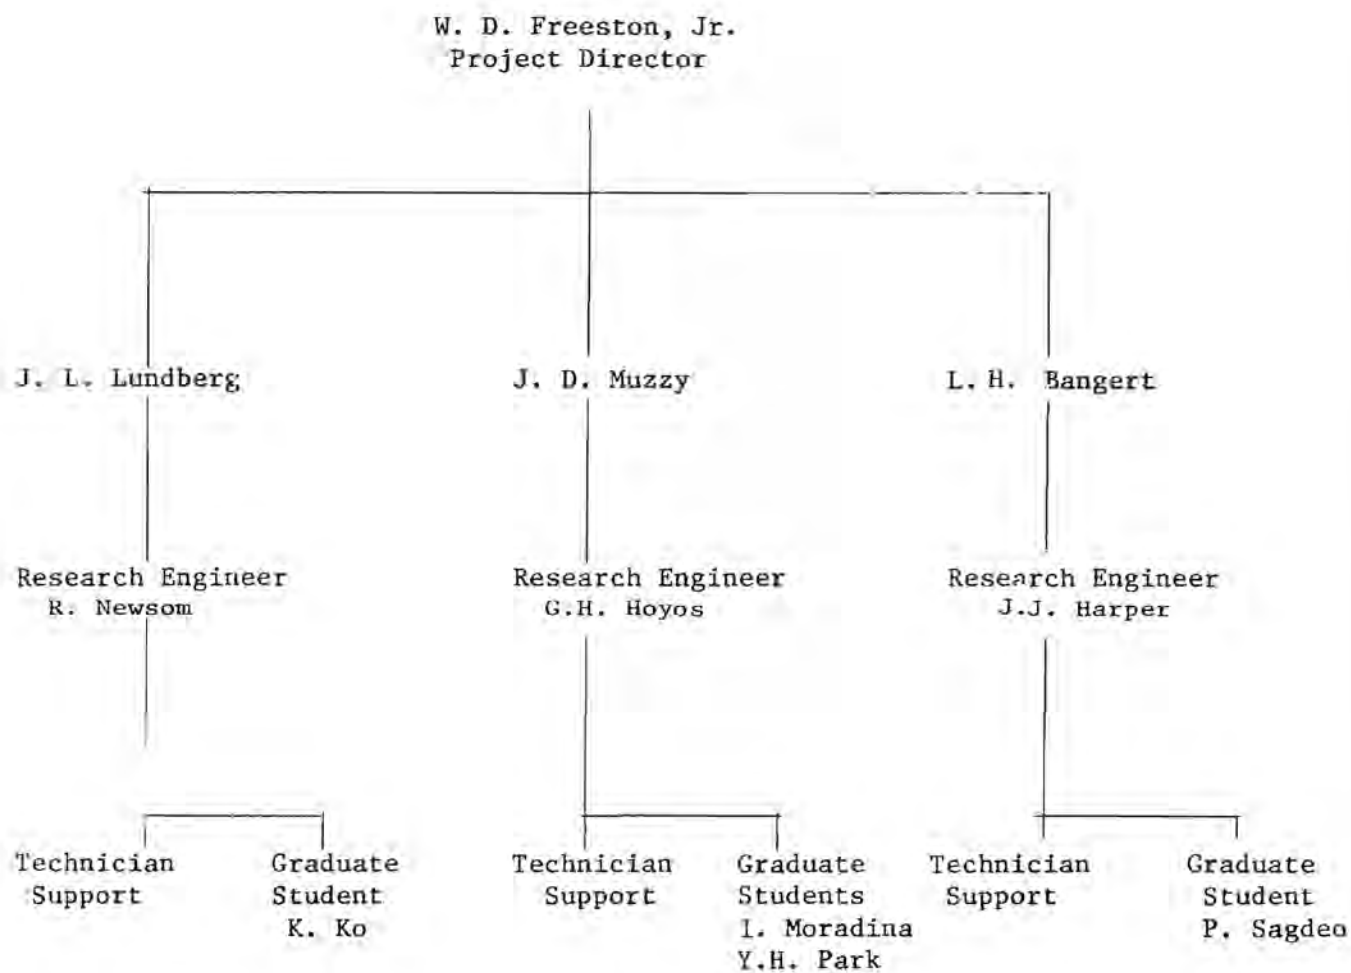 W. D. Freeston, Jr.
Project Director
J. L. Lundberg
J. D. Muzzy
L. H. Bangert
Research Engineer
R. Newsom
Research Engineer
G.H. Hoyos
Research Engineer
J.J. Harper
Technician
Support
Graduate
Student
K. Ko
Technician
Support
Graduate
Students
I. Moradina
Y.H. Park
Technician
Support
Graduate
Student
P. Sagdeo